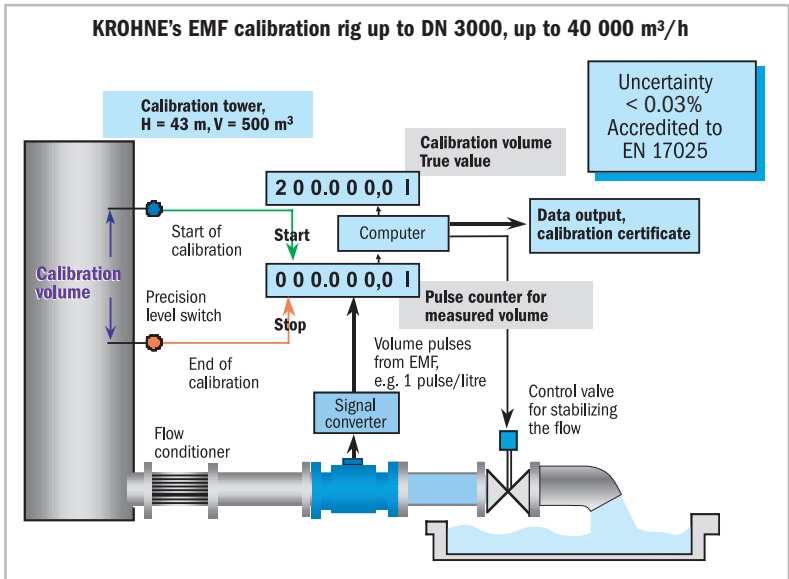 KROHNE's EMF calibration rig up to DN 3000, up to 40 000 m³/h
Uncertainty
< 0.03%
Accredited to
EN 17025
Calibration tower,
H = 43 m, V = 500 m³
Calibration volume
True value
2 0 0.0 0 0,0 l
Start of
calibration
Start
Computer
Data output,
calibration certificate
Calibration
volume
0 0 0.0 0 0,0 l
Precision
level switch
Stop
Pulse counter for
measured volume
End of
calibration
Volume pulses
from EMF,
e.g. 1 pulse/litre
Signal
converter
Control valve
for stabilizing
the flow
Flow
conditioner